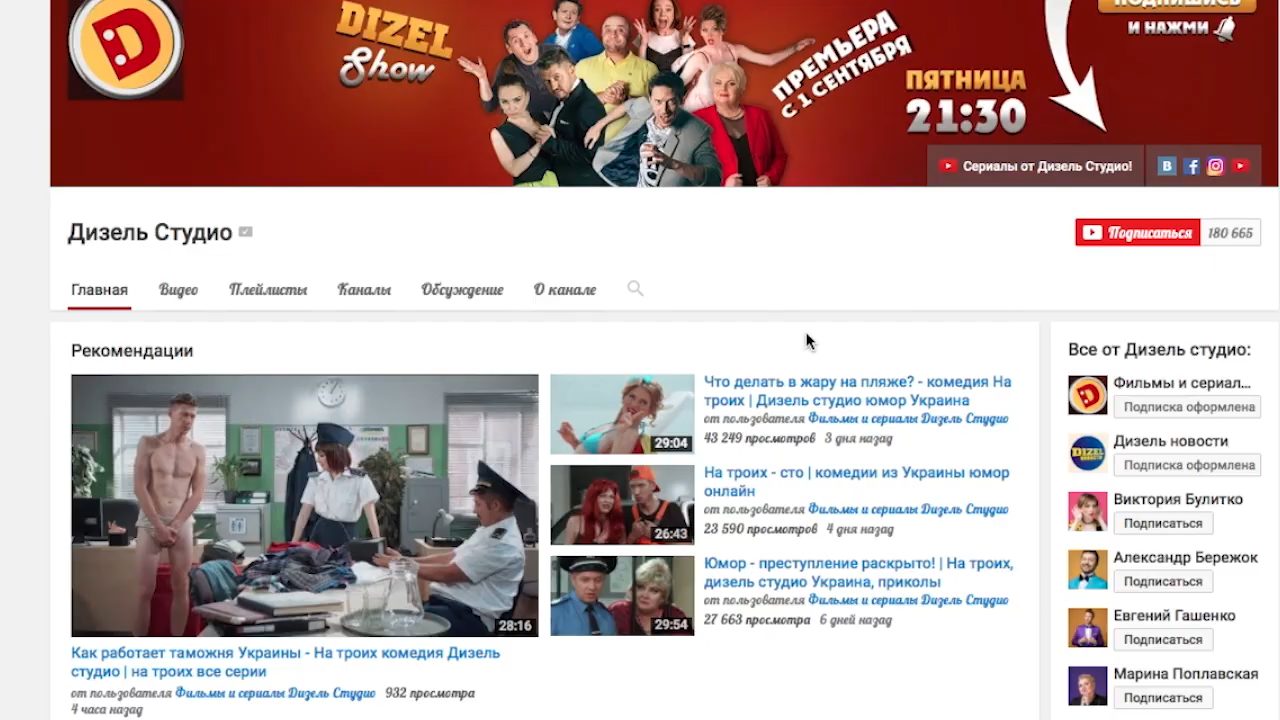 ПОДПИШИСЬ
И НАЖМИ
DIZEL
Show
ПРЕМЬЕРА
С 1 СЕНТЯБРЯ
ПЯТНИЦА
21:30
Сериалы от Дизель Студио!
Дизель Студио
Подписаться 180 665
Главная Видео Плейлисты Каналы Обсуждение О канале
Рекомендации
28:16
Как работает таможня Украины - На троих комедия Дизель
студио | на троих все серии
от пользователя Фильмы и сериалы Дизель Студио 932 просмотра
4 часа назад
29:04
Что делать в жару на пляже? - комедия На
троих | Дизель студио юмор Украина
от пользователя Фильмы и сериалы Дизель Студио
43 249 просмотров 3 дня назад
26:43
На троих - сто | комедии из Украины юмор
онлайн
от пользователя Фильмы и сериалы Дизель Студио
23 590 просмотров 4 дня назад
29:54
Юмор - преступление раскрыто! | На троих,
дизель студио Украина, приколы
от пользователя Фильмы и сериалы Дизель Студио
27 663 просмотра 6 дней назад
Все от Дизель студио:
Фильмы и сериал...
Подписка оформлена
DIZEL
Дизель новости
Подписка оформлена
Виктория Булитко
Подписаться
Александр Бережок
Подписаться
Евгений Гашенко
Подписаться
Марина Поплавская
Подписаться